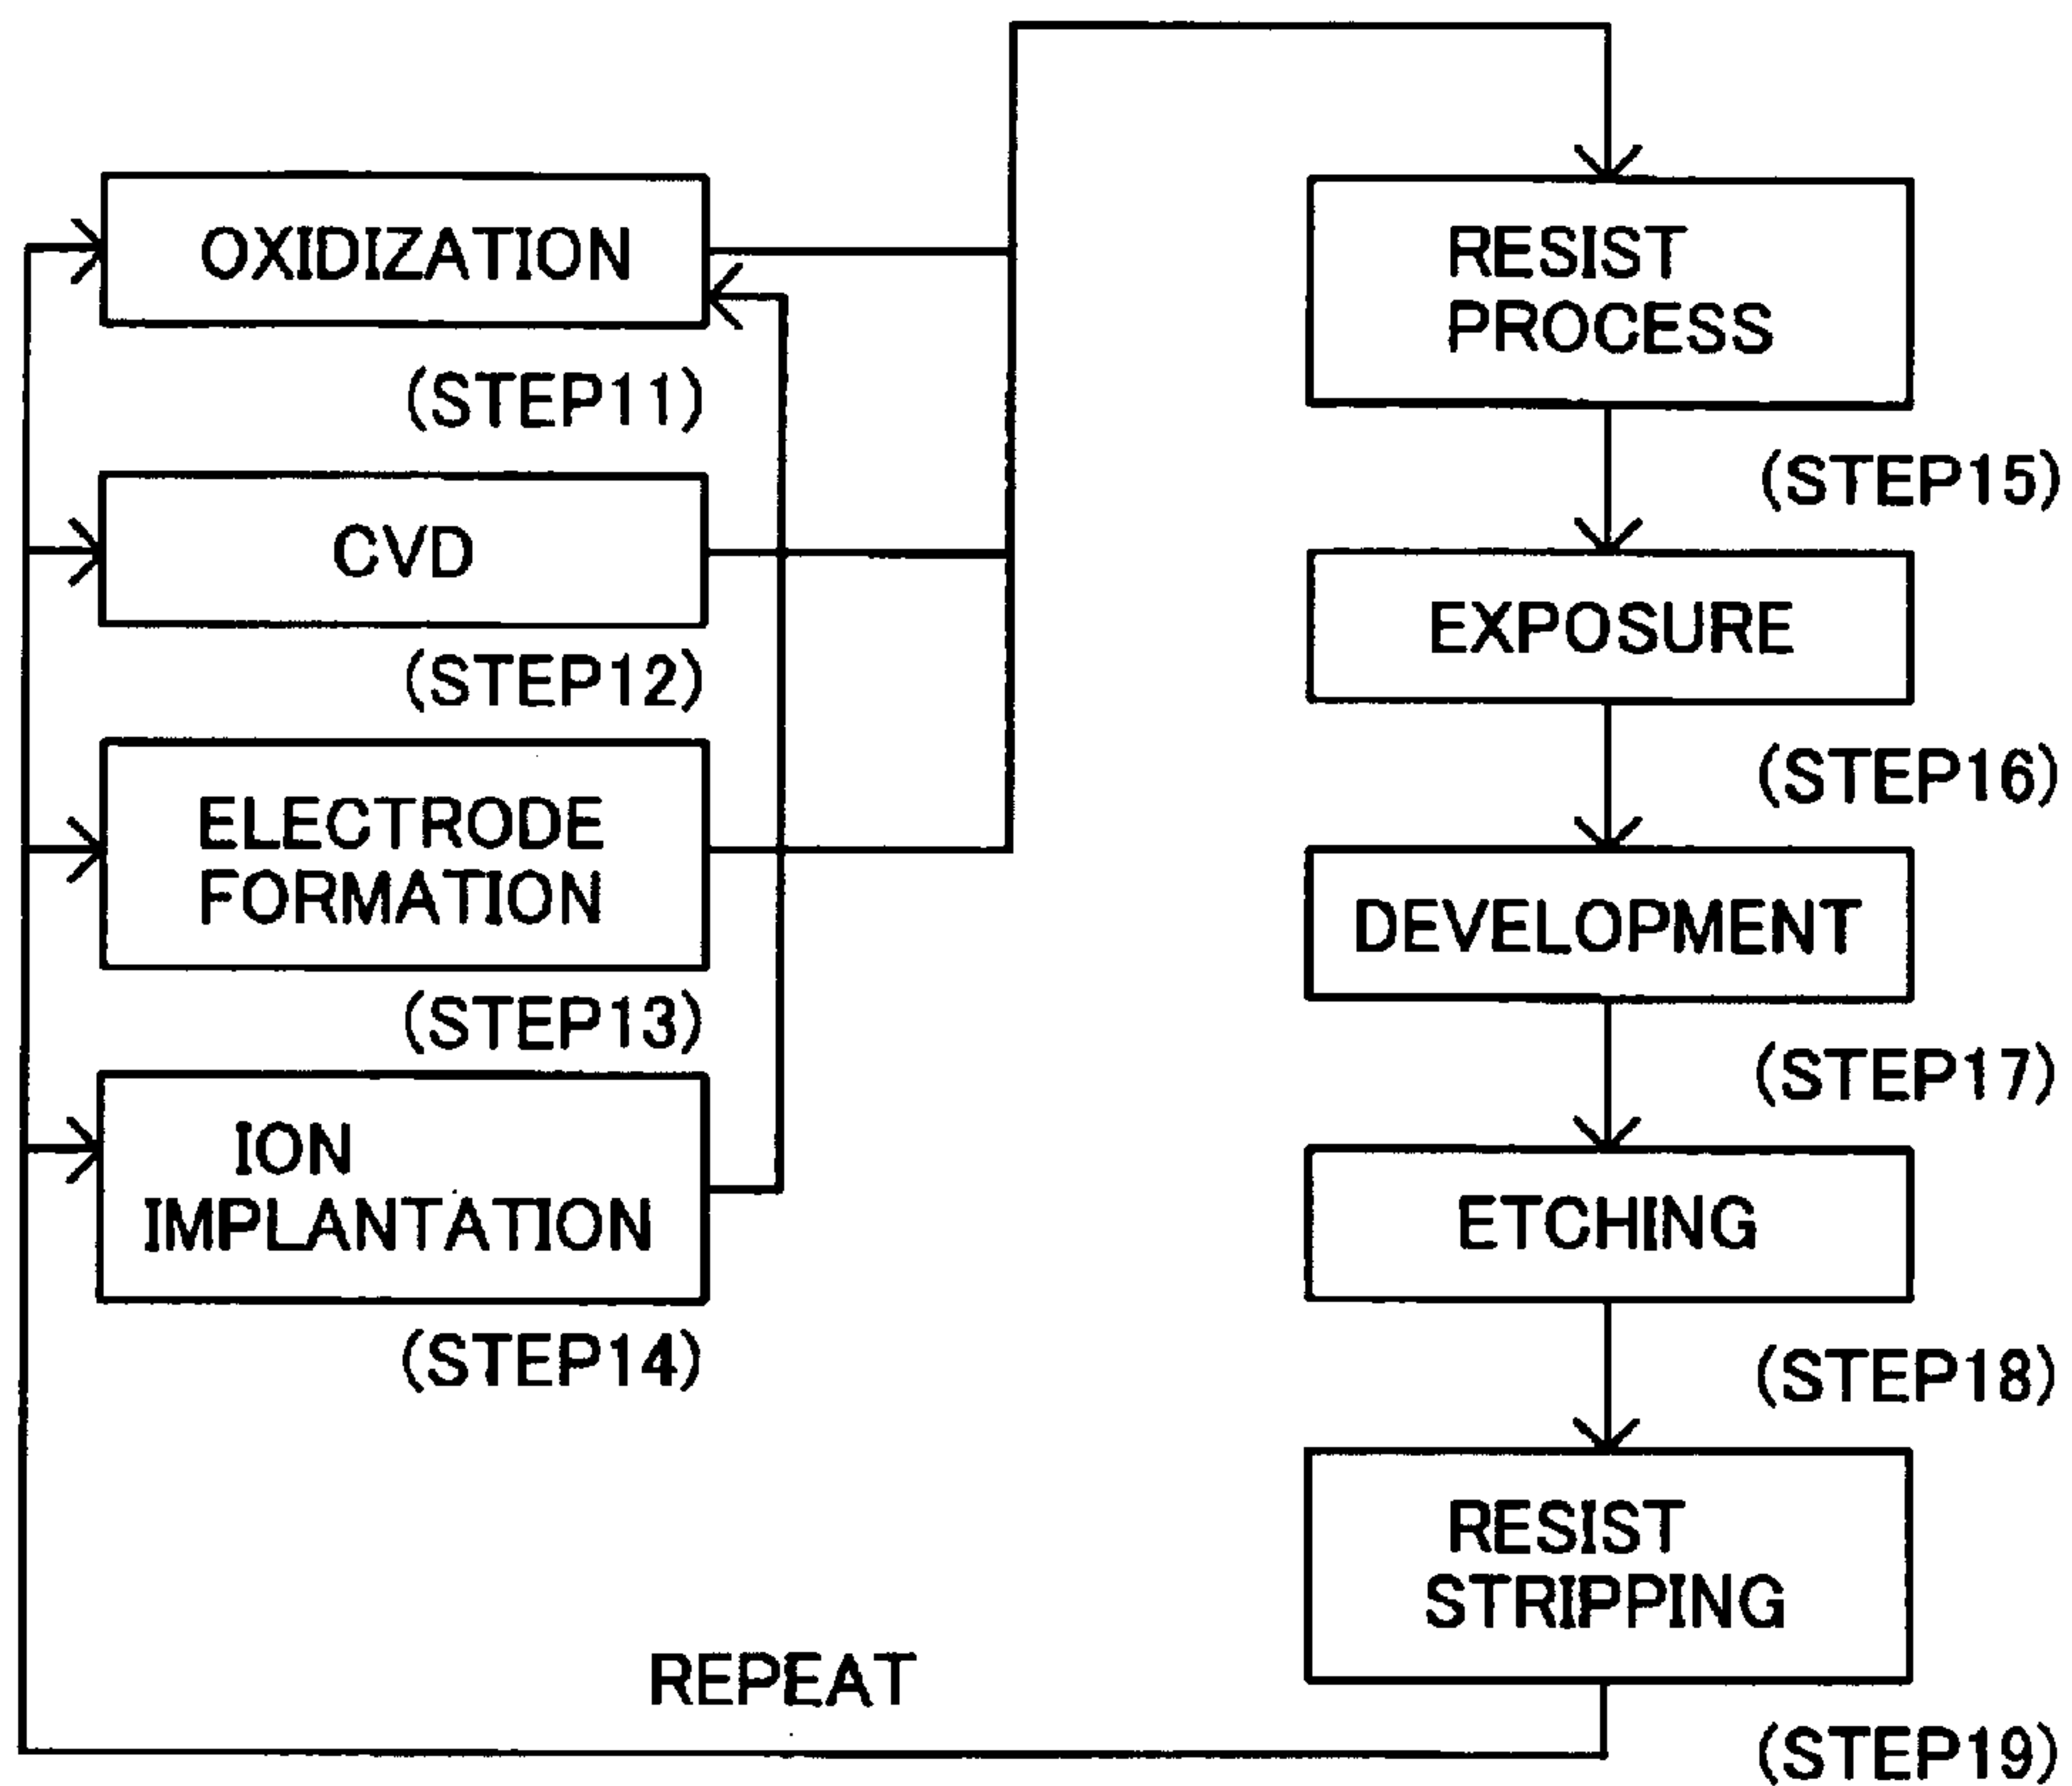 OXIDIZATION
(STEP11)
CVD
(STEP12)
ELECTRODE
FORMATION
(STEP13)
ION
IMPLANTATION
(STEP14)
RESIST
PROCESS
(STEP15)
EXPOSURE
(STEP16)
DEVELOPMENT
(STEP17)
ETCHING
(STEP18)
RESIST
STRIPPING
(STEP19)
REPEAT